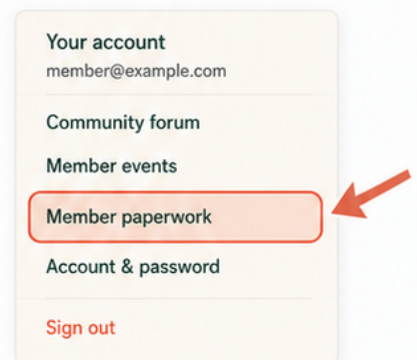 Your account
member@example.com
Community forum
Member events
Member paperwork
Account & password
Sign out